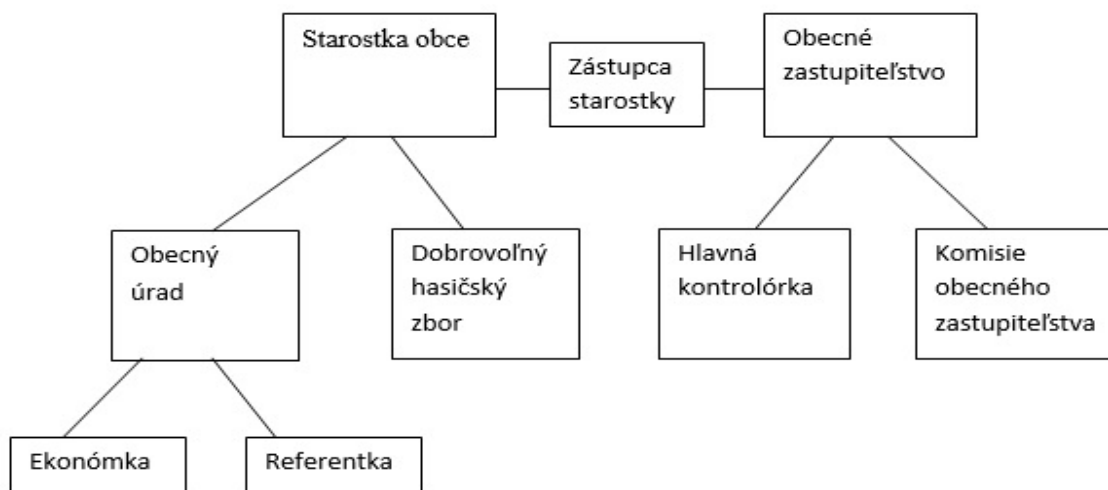 Starostka obce
Zástupca
starostky
Obecné
zastupiteľstvo
Obecný
úrad
Dobrovoľný
hasičský
zbor
Hlavná
kontrolórka
Komisie
obecného
zastupiteľstva
Ekonómka
Referentka